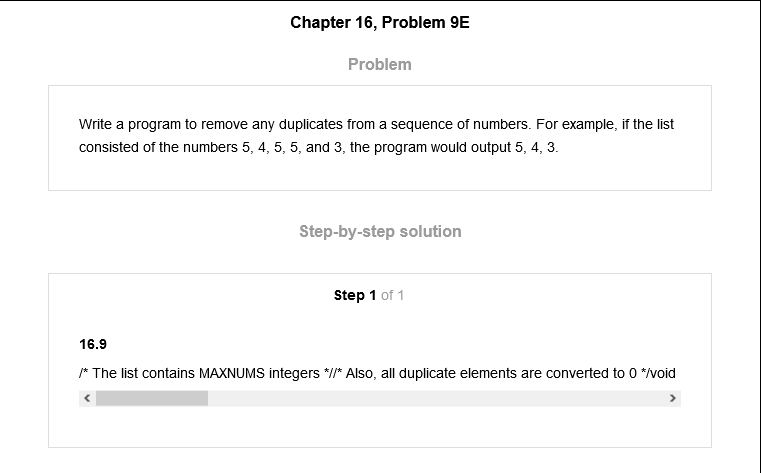 Chapter 16, Problem 9E
Problem
Write a program to remove any duplicates from a sequence of numbers. For example, if the list
consisted of the numbers 5, 4, 5, 5, and 3, the program would output 5, 4, 3.
Step-by-step solution
Step 1 of 1
16.9
/* The list contains MAXNUMS integers *//* Also, all duplicate elements are converted to 0 */void